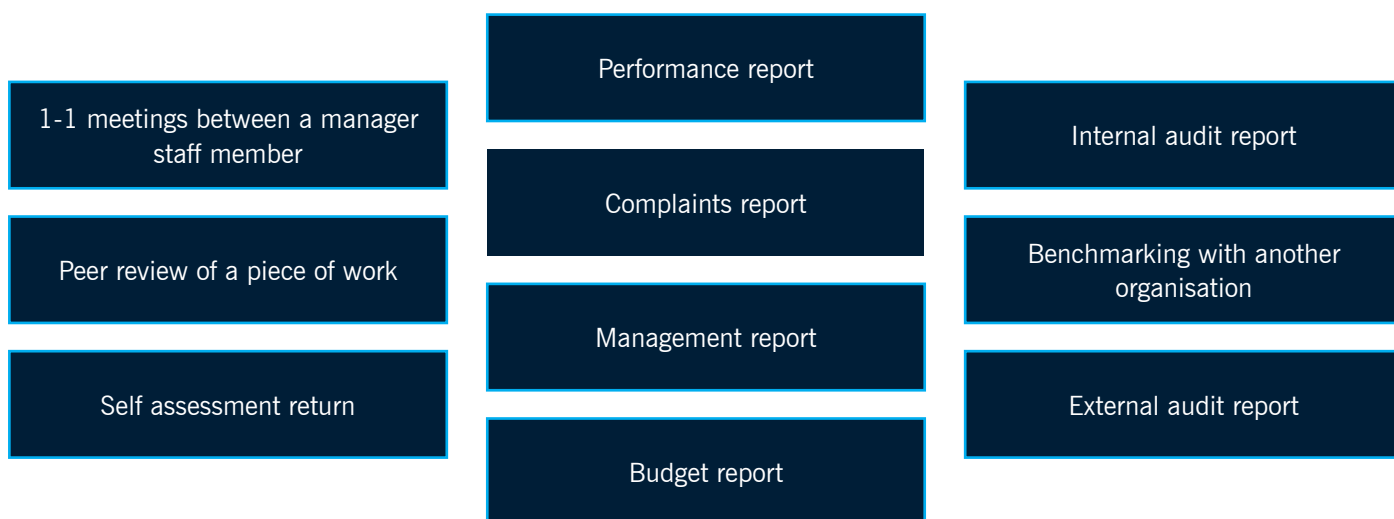 1-1 meetings between a manager
staff member
Peer review of a piece of work
Self assessment return
Performance report
Complaints report
Management report
Budget report
Internal audit report
Benchmarking with another
organisation
External audit report